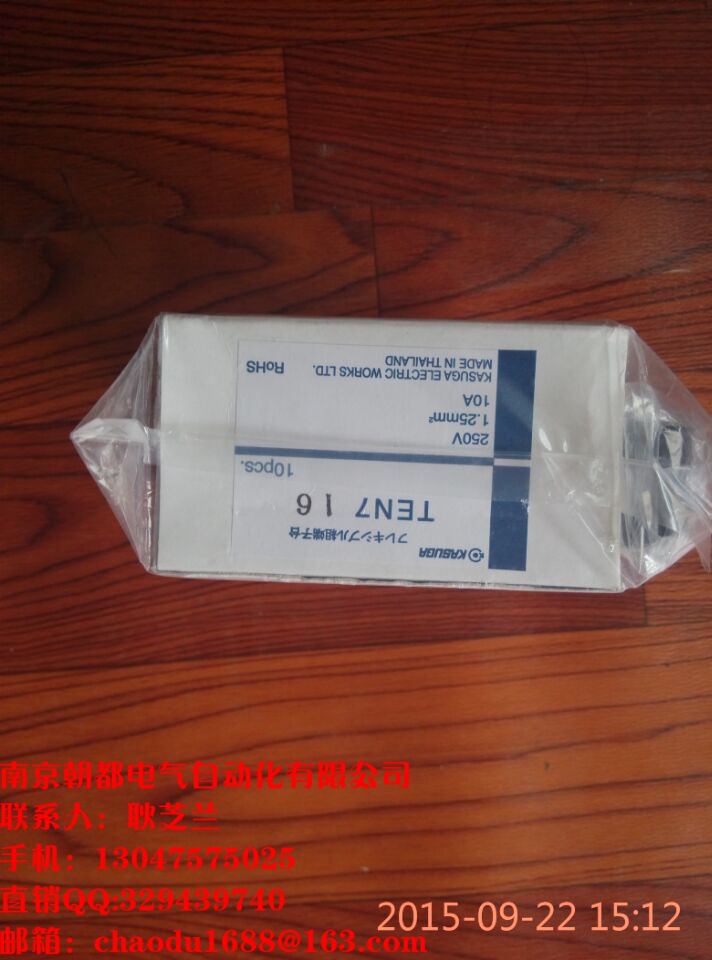 KASUGA
フレキシブル組端子台
TEN7 16
10pcs.
250V
1.25mm²
10A
KASUGA ELECTRIC WORKS LTD.
MADE IN THAILAND
RoHS
南京朝都电气自动化有限公司
联系人：耿芝兰
手机：13047575025
直销QQ:329439740
邮箱：chaodu1688@163.com
2015-09-22 15:12